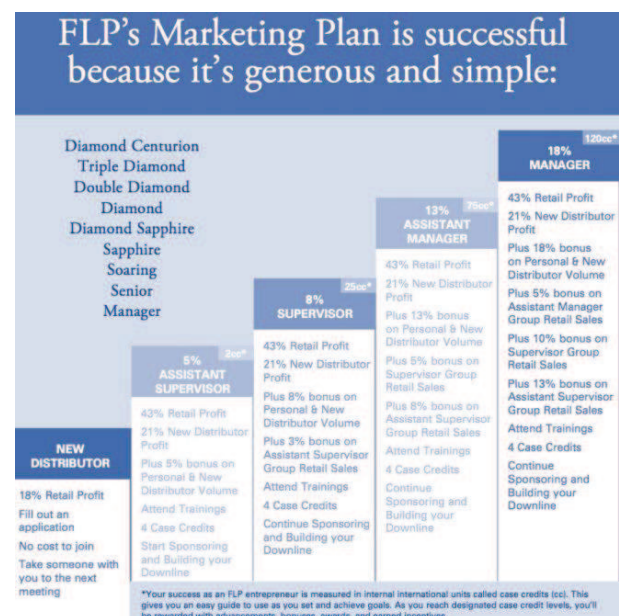 FLP's Marketing Plan is successful
because it's generous and simple:
Diamond Centurion
Triple Diamond
Double Diamond
Diamond
Diamond Sapphire
Sapphire
Soaring
Senior
Manager
NEW
DISTRIBUTOR
18% Retail Profit
Fill out an
application
No cost to join
Take someone with
you to the next
meeting
2cc*
5%
ASSISTANT
SUPERVISOR
43% Retail Profit
21% New Distributor
Profit
Plus 5% bonus on
Personal & New
Distributor Volume
Attend Trainings
4 Case Credits
Start Sponsoring
and Building your
Downline
25cc*
8%
SUPERVISOR
43% Retail Profit
21% New Distributor
Profit
Plus 8% bonus on
Personal & New
Distributor Volume
Plus 3% bonus on
Assistant Supervisor
Group Retail Sales
Attend Trainings
4 Case Credits
Continue Sponsoring
and Building your
Downline
75cc*
13%
ASSISTANT
MANAGER
43% Retail Profit
21% New Distributor
Profit
Plus 13% bonus
on Personal & New
Distributor Volume
Plus 5% bonus on
Supervisor Group
Retail Sales
Plus 8% bonus on
Assistant Supervisor
Group Retail Sales
Attend Trainings
4 Case Credits
Continue
Sponsoring and
Building your
Downline
120cc*
18%
MANAGER
43% Retail Profit
21% New Distributor
Profit
Plus 18% bonus
on Personal & New
Distributor Volume
Plus 5% bonus on
Assistant Manager
Group Retail Sales
Plus 10% bonus on
Supervisor Group
Retail Sales
Plus 13% bonus on
Assistant Supervisor
Group Retail Sales
Attend Trainings
4 Case Credits
Continue
Sponsoring and
Building your
Downline
*Your success as an FLP entrepreneur is measured in internal international units called case credits (cc). This
gives you an easy guide to use as you set and achieve goals. As you reach designated case credit levels, you'll